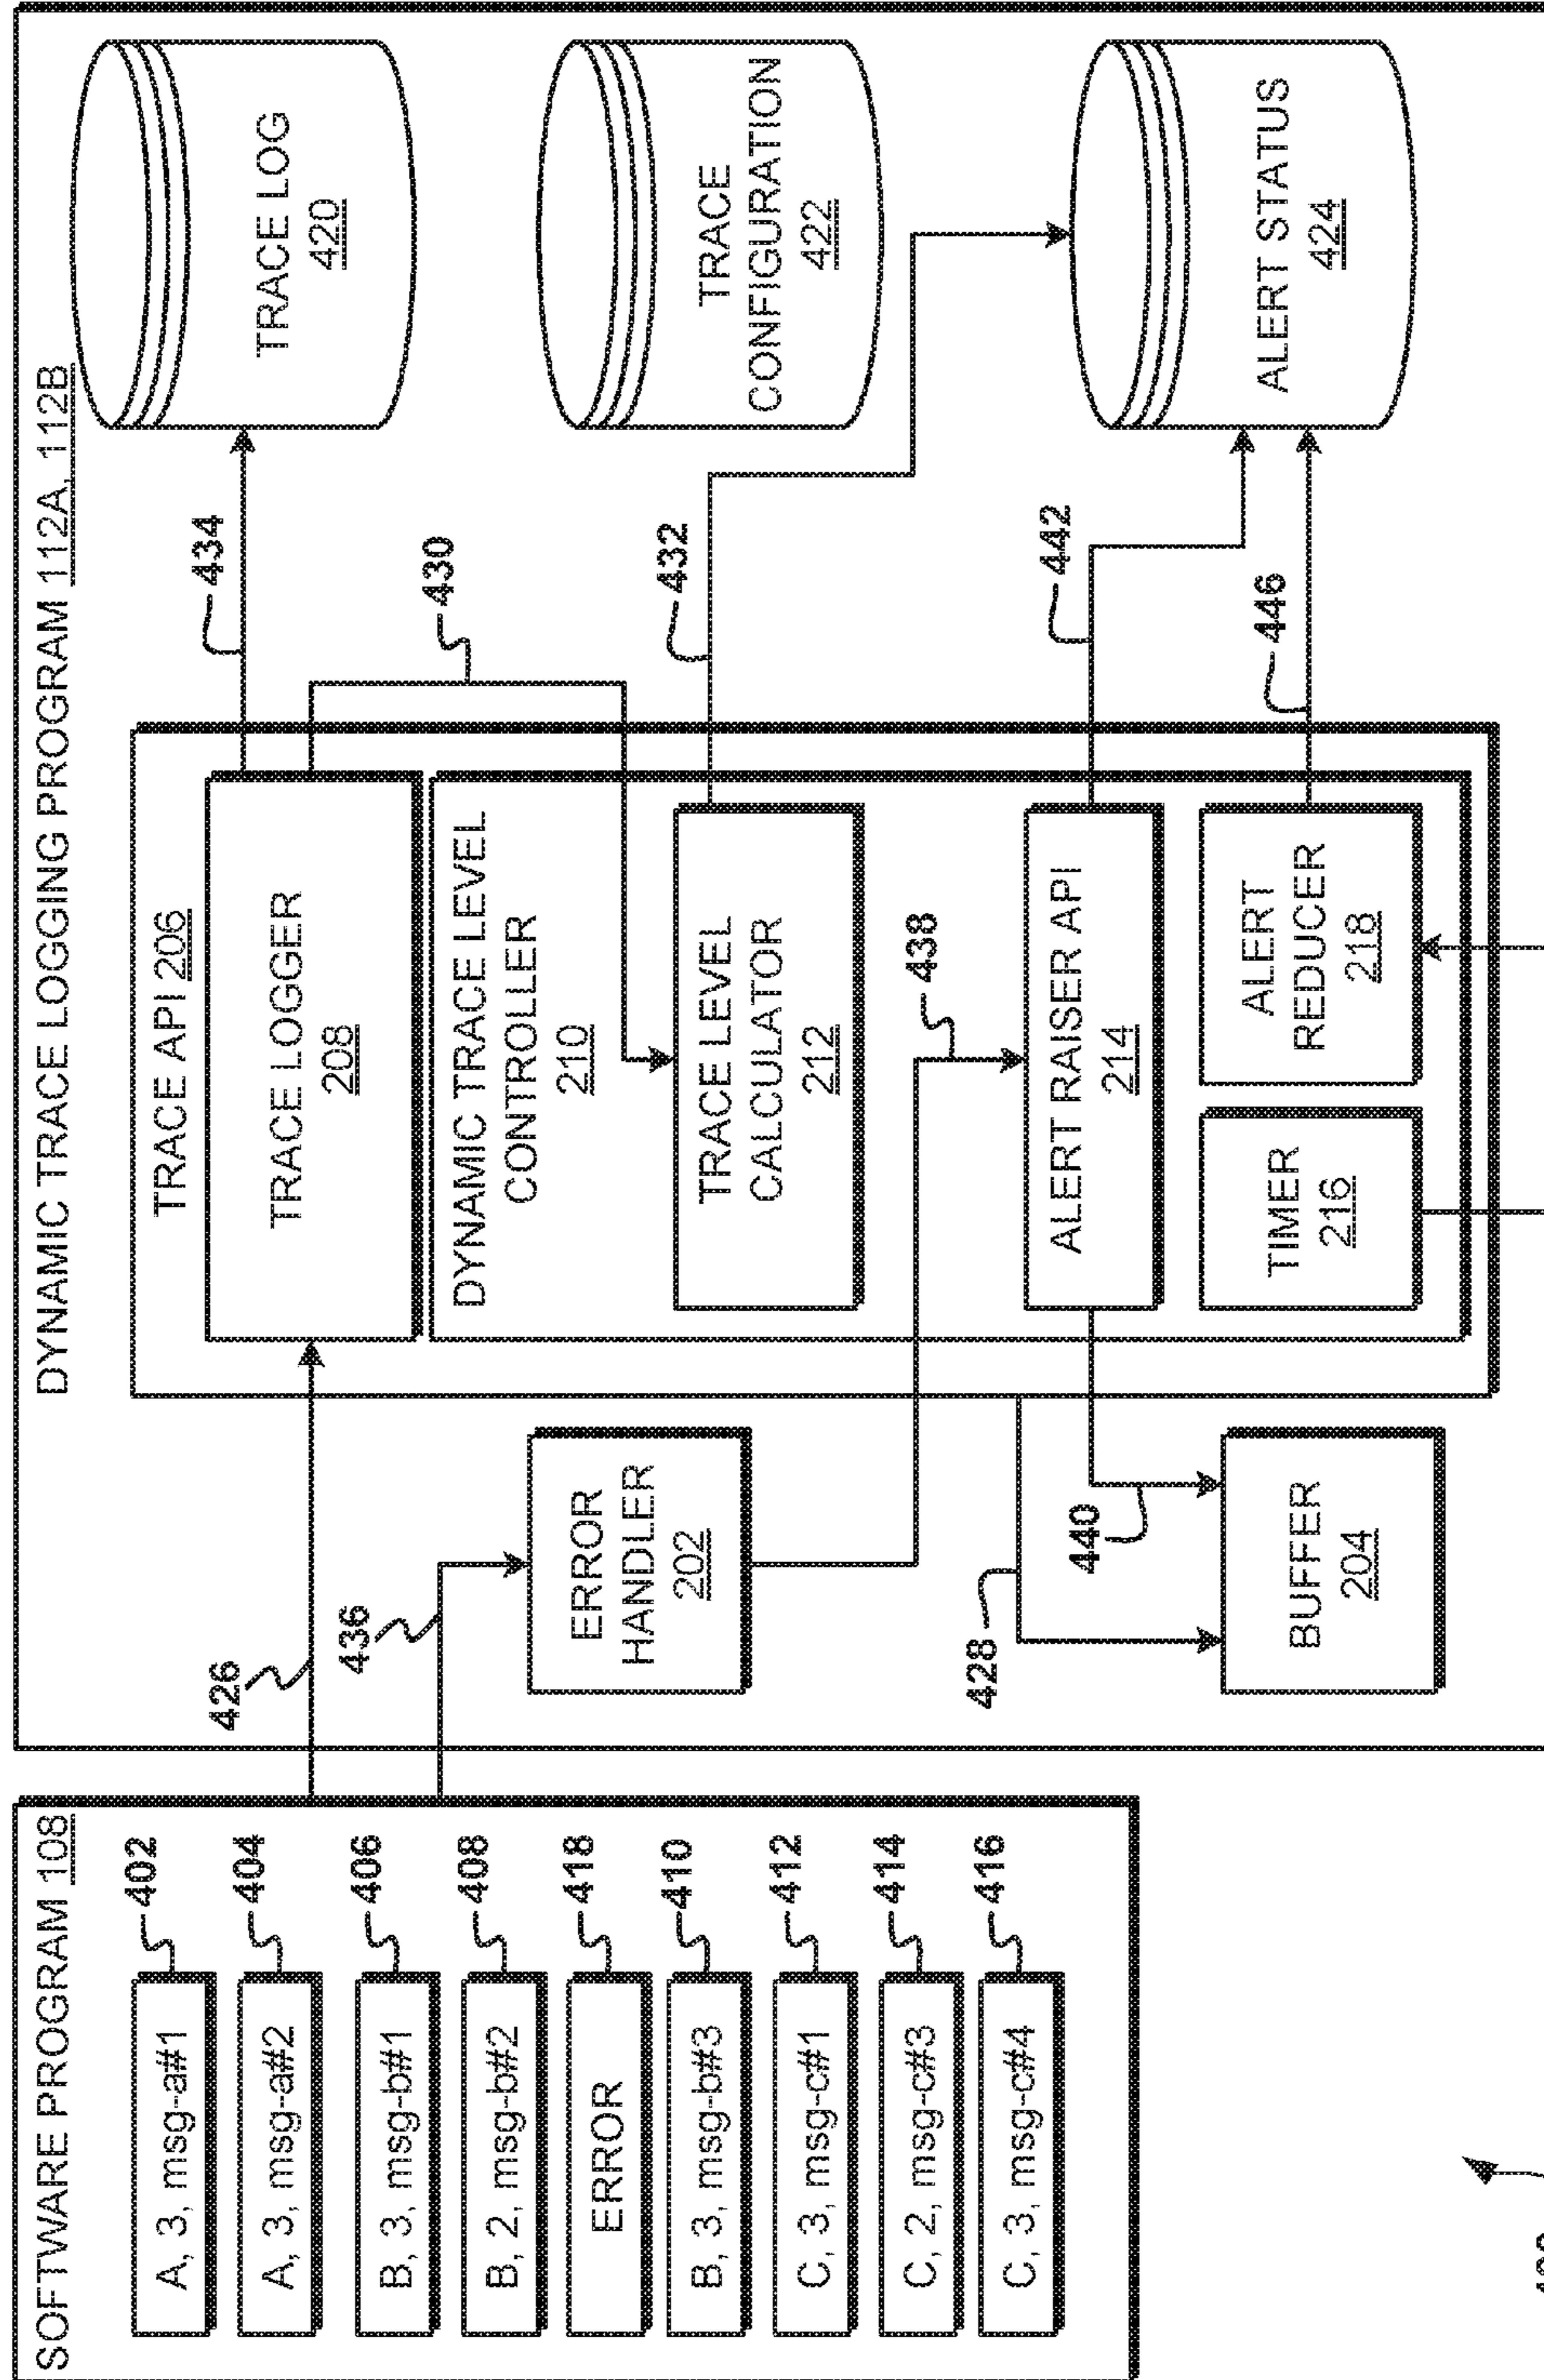 SOFTWARE PROGRAM 108
A, 3, msg-a#1
402
A, 3, msg-a#2
404
B, 3, msg-b#1
406
B, 2, msg-b#2
408
ERROR
418
B, 3, msg-b#3
410
C, 3, msg-c#1
412
C, 2, msg-c#3
414
C, 3, msg-c#4
416
DYNAMIC TRACE LOGGING PROGRAM 112A, 112B
426
436
ERROR
HANDLER
202
428
440
BUFFER
204
TRACE API 206
TRACE LOGGER
208
DYNAMIC TRACE LEVEL
CONTROLLER
210
TRACE LEVEL
CALCULATOR
212
438
ALERT RAISER API
214
TIMER
216
ALERT
REDUCER
218
434
430
432
442
446
TRACE LOG
420
TRACE
CONFIGURATION
422
ALERT STATUS
424